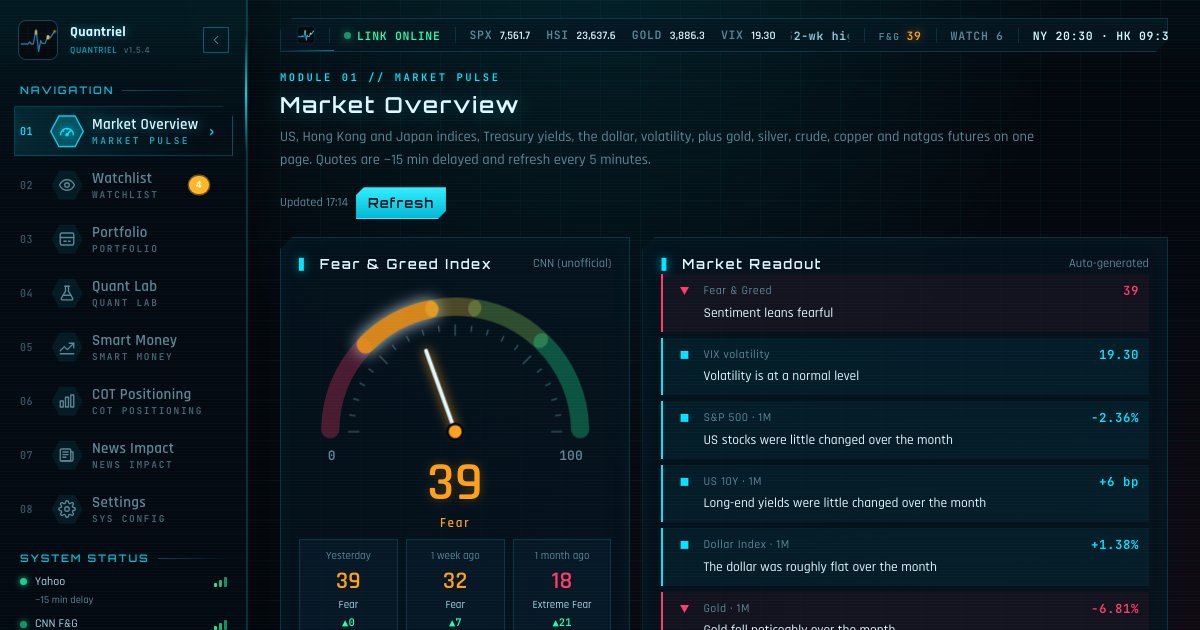 Quantriel
QUANTRIEL v1.5.4
NAVIGATION
01 Market Overview
MARKET PULSE
02 Watchlist 4
WATCHLIST
03 Portfolio
PORTFOLIO
04 Quant Lab
QUANT LAB
05 Smart Money
SMART MONEY
06 COT Positioning
COT POSITIONING
07 News Impact
NEWS IMPACT
08 Settings
SYS CONFIG
SYSTEM STATUS
Yahoo
~15 min delay
CNN F&G
LINK ONLINE SPX 7,561.7 HSI 23,637.6 GOLD 3,886.3 VIX 19.30 2-wk hi F&G 39 WATCH 6 NY 20:30 · HK 09:3
MODULE 01 // MARKET PULSE
Market Overview
US, Hong Kong and Japan indices, Treasury yields, the dollar, volatility, plus gold, silver, crude, copper and natgas futures on one
page. Quotes are ~15 min delayed and refresh every 5 minutes.
Updated 17:14 Refresh
Fear & Greed Index CNN (unofficial)
0 100
39
Fear
Yesterday 1 week ago 1 month ago
39 32 18
Fear Fear Extreme Fear
▲0 ▲7 ▲21
Market Readout Auto-generated
▼ Fear & Greed 39
Sentiment leans fearful
■ VIX volatility 19.30
Volatility is at a normal level
■ S&P 500 · 1M -2.36%
US stocks were little changed over the month
■ US 10Y · 1M +6 bp
Long-end yields were little changed over the month
■ Dollar Index · 1M +1.38%
The dollar was roughly flat over the month
▼ Gold · 1M -6.81%
Gold fell noticeably over the month